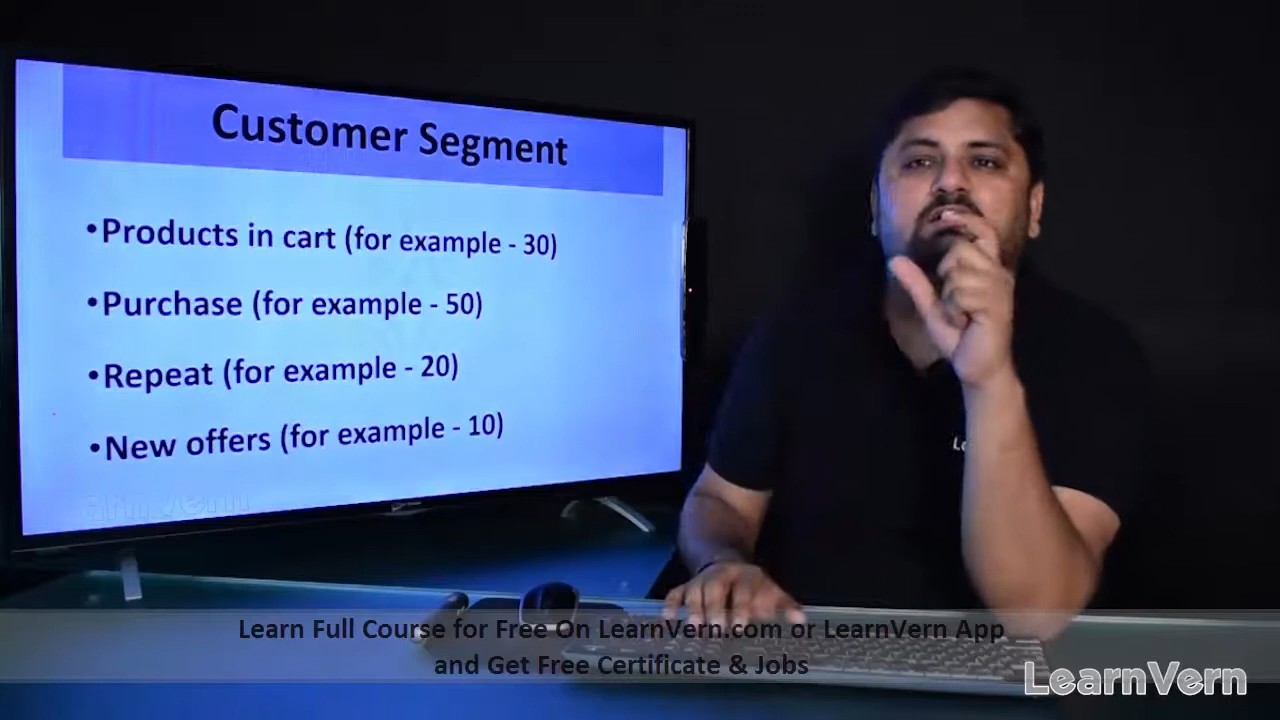 Customer Segment
•Products in cart (for example - 30)
•Purchase (for example - 50)
•Repeat (for example - 20)
•New offers (for example - 10)
Learn Full Course for Free On LearnVern.com or LearnVern App
and Get Free Certificate & Jobs
LearnVern